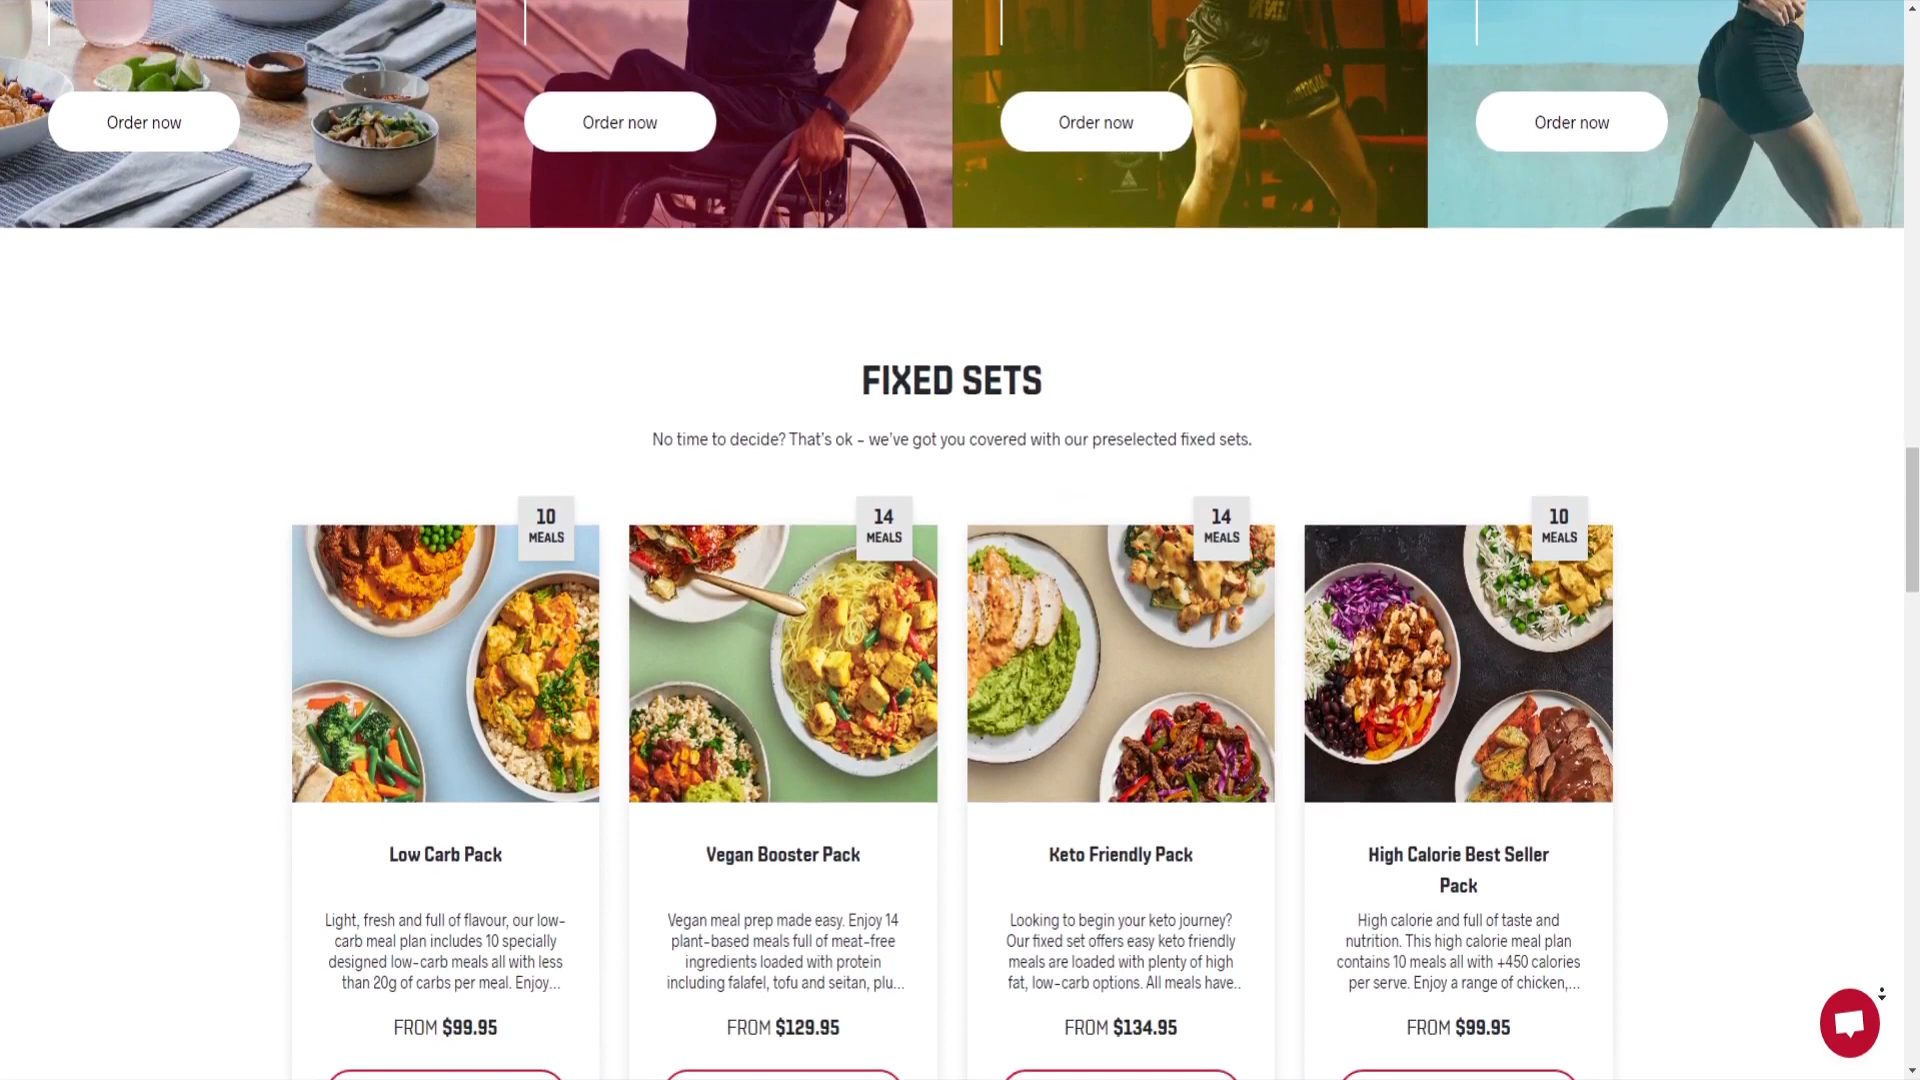 Order now
Order now
Order now
Order now
FIXED SETS
No time to decide? That's ok - we've got you covered with our preselected fixed sets.
10
MEALS
14
MEALS
14
MEALS
10
MEALS
Low Carb Pack
Light, fresh and full of flavour, our low-
carb meal plan includes 10 specially
designed low-carb meals all with less
than 20g of carbs per meal. Enjoy...
FROM $99.95
Vegan Booster Pack
Vegan meal prep made easy. Enjoy 14
plant-based meals full of meat-free
ingredients loaded with protein
including falafel, tofu and seitan, plu...
FROM $129.95
Keto Friendly Pack
Looking to begin your keto journey?
Our fixed set offers easy keto friendly
meals are loaded with plenty of high
fat, low-carb options. All meals have..
FROM $134.95
High Calorie Best Seller
Pack
High calorie and full of taste and
nutrition. This high calorie meal plan
contains 10 meals all with +450 calories
per serve. Enjoy a range of chicken,...
FROM $99.95